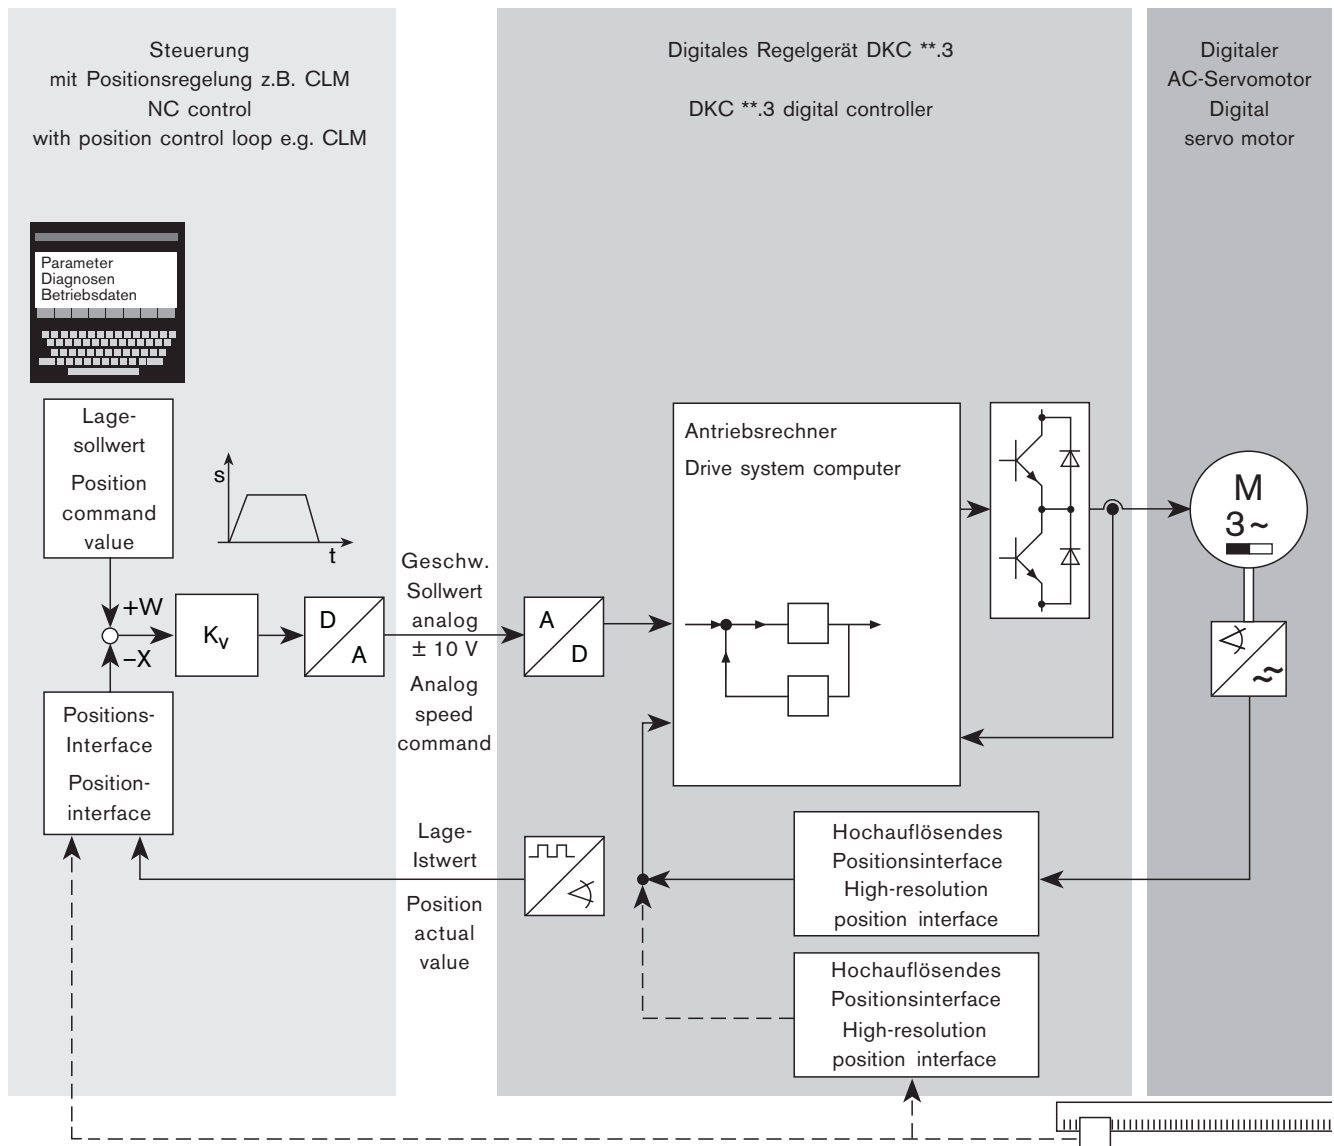 Steuerung
mit Positionsregelung z.B. CLM
NC control
with position control loop e.g. CLM
Digitales Regelgerät DKC **.3
DKC **.3 digital controller
Digitaler
AC-Servomotor
Digital
servo motor
Parameter
Diagnosen
Betriebsdaten
Lage-
sollwert
Position
command
value
s
t
+W
–X
Kv
D
A
Geschw.
Sollwert
analog
± 10 V
Analog
speed
command
A
D
Antriebsrechner
Drive system computer
M
3~
Positions-
Interface
Position-
interface
Lage-
Istwert
Position
actual
value
Hochauflösendes
Positionsinterface
High-resolution
position interface
Hochauflösendes
Positionsinterface
High-resolution
position interface